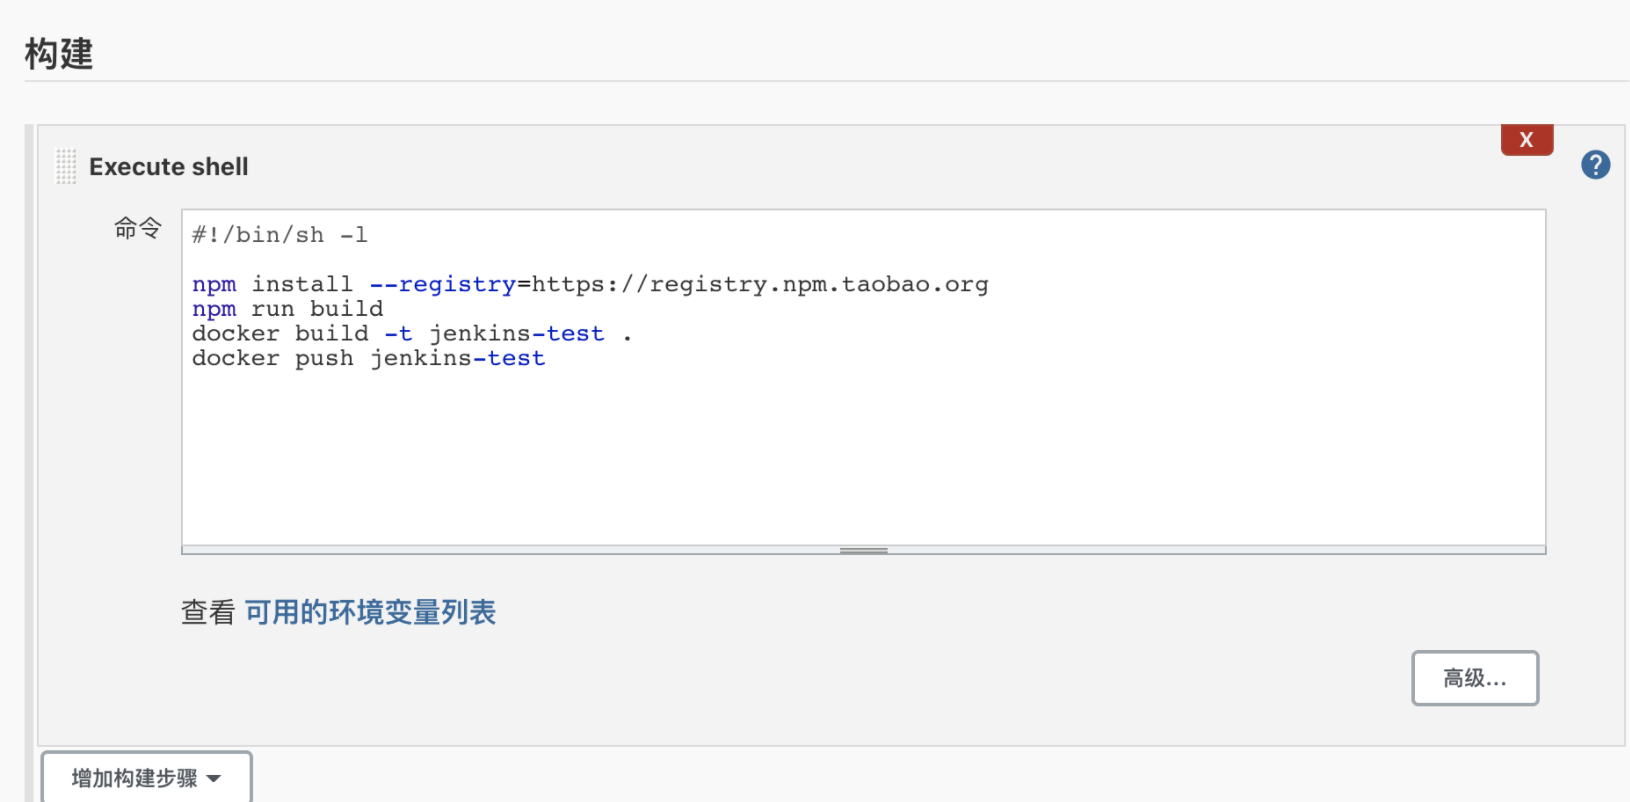 构建
X
Execute shell
?
命令
#!/bin/sh -l
npm install --registry=https://registry.npm.taobao.org
npm run build
docker build -t jenkins-test .
docker push jenkins-test
查看 可用的环境变量列表
高级...
增加构建步骤